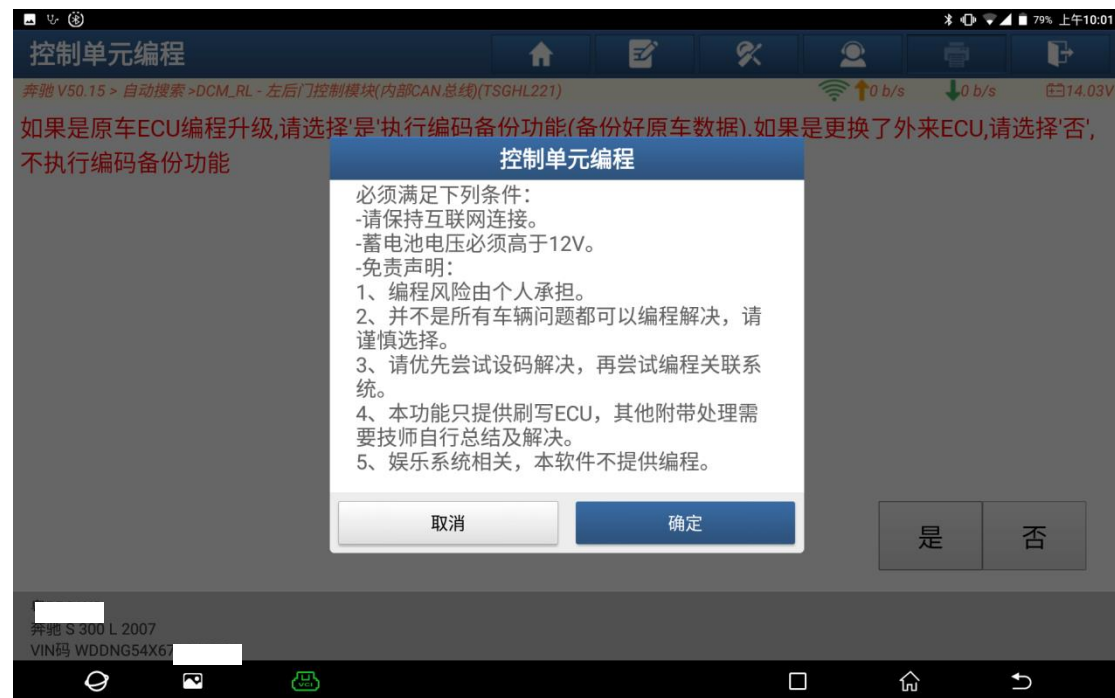 79% 上午10:01
控制单元编程
奔驰 V50.15 > 自动搜索 >DCM_RL - 左后门控制模块(内部CAN总线)(TSGHL221)
0 b/s
0 b/s
14.03V
如果是原车ECU编程升级,请选择'是'执行编码备份功能(备份好原车数据).如果是更换了外来ECU,请选择'否',
不执行编码备份功能
控制单元编程
必须满足下列条件：
-请保持互联网连接。
-蓄电池电压必须高于12V。
-免责声明：
1、编程风险由个人承担。
2、并不是所有车辆问题都可以编程解决，请
谨慎选择。
3、请优先尝试设码解决，再尝试编程关联系
统。
4、本功能只提供刷写ECU，其他附带处理需
要技师自行总结及解决。
5、娱乐系统相关，本软件不提供编程。
取消
确定
是
否
奔驰 S 300 L 2007
VIN码 WDDNG54X67
VCI